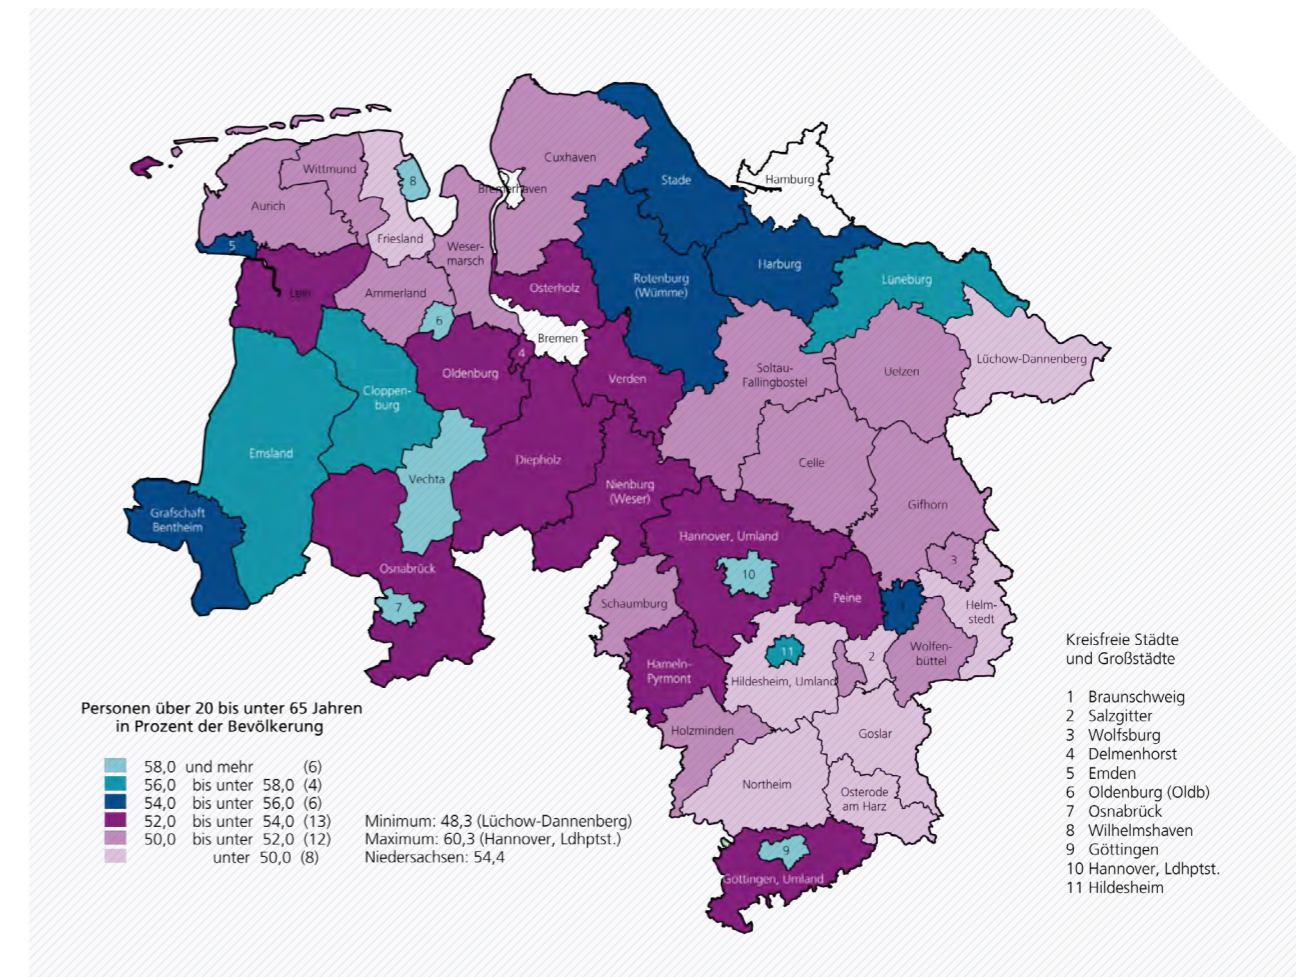 Cuxhaven
Wittmund
Stade
Hamburg
8
Bremerhaven
Aurich
Friesland
5
Weser-
marsch
Harburg
Rotenburg
(Wümme)
Lüneburg
Osterholz
Leer
Ammerland
6
Bremen
4
Lüchow-Dannenberg
Oldenburg
Verden
Soltau-
Fallingbostel
Uelzen
Cloppen-
burg
Emsland
Diepholz
Celle
Vechta
Nienburg
(Weser)
Grafschaft
Bentheim
Gifhorn
Hannover, Umland
3
Osnabrück
10
7
Schaumburg
Peine
1
Helm-
stedt
Wolfen-
büttel
11
2
Hameln-
Pyrmont
Hildesheim, Umland
Holzminden
Goslar
Northeim
Osterode
am Harz
9
Göttingen, Umland
Personen über 20 bis unter 65 Jahren
in Prozent der Bevölkerung
58,0 und mehr (6)
56,0 bis unter 58,0 (4)
54,0 bis unter 56,0 (6)
52,0 bis unter 54,0 (13)
50,0 bis unter 52,0 (12)
unter 50,0 (8)
Minimum: 48,3 (Lüchow-Dannenberg)
Maximum: 60,3 (Hannover, Ldhptst.)
Niedersachsen: 54,4
Kreisfreie Städte
und Großstädte
1 Braunschweig
2 Salzgitter
3 Wolfsburg
4 Delmenhorst
5 Emden
6 Oldenburg (Oldb)
7 Osnabrück
8 Wilhelmshaven
9 Göttingen
10 Hannover, Ldhptst.
11 Hildesheim